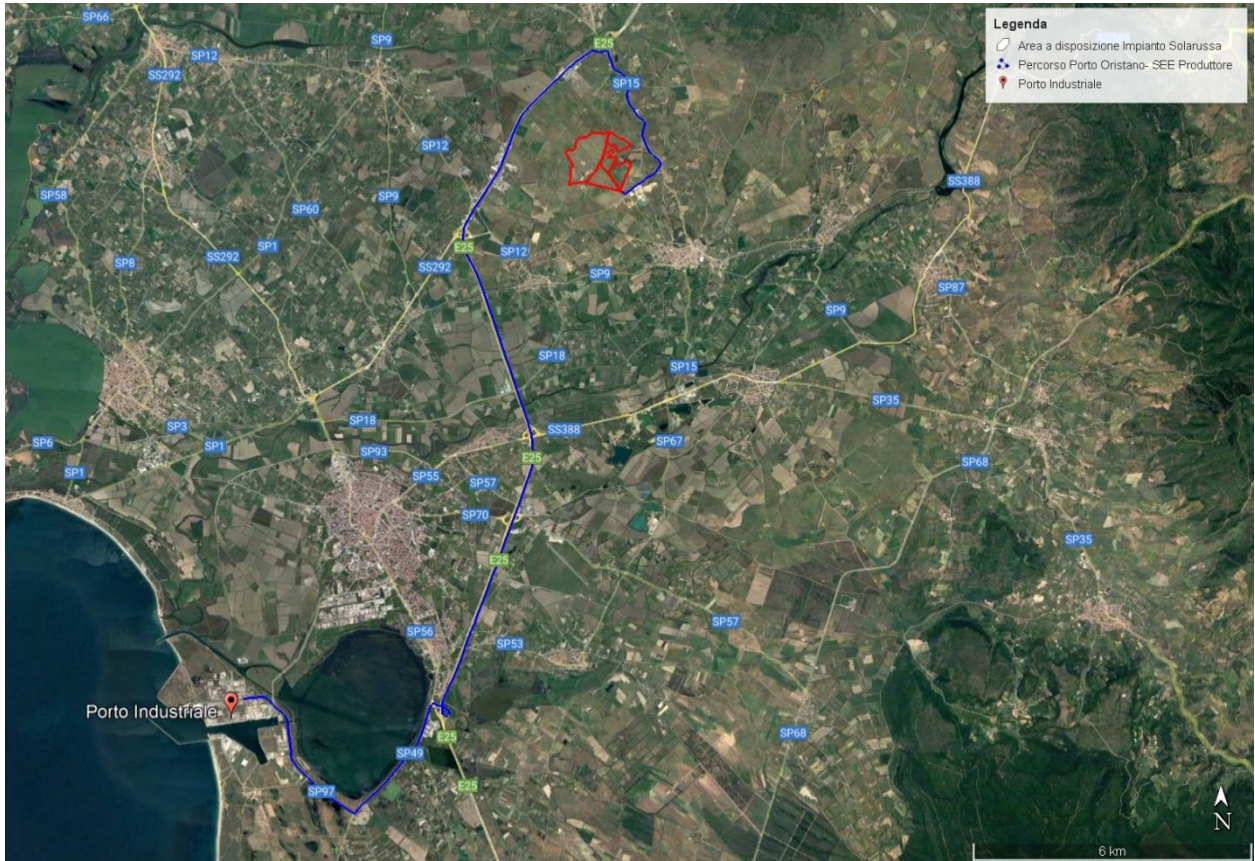 Legenda
Area a disposizione Impianto Solarussa
Percorso Porto Oristano- SEE Produttore
Porto Industriale
SP66
SP9
E25
SP12
SS292
SP15
SP12
SP58
SP9
SP60
SS388
SP1
E25
SP12
SS292
SP8
SS292
SP9
SP87
SP9
SP18
SP15
SP35
SP18
SP3
SP6
SP1
SS388
SP93
SP67
SP1
E25
SP55
SP57
SP68
SP70
SP35
E25
SP57
SP56
SP53
Porto Industriale
SP68
E25
SP49
E25
SP97
N
6 km